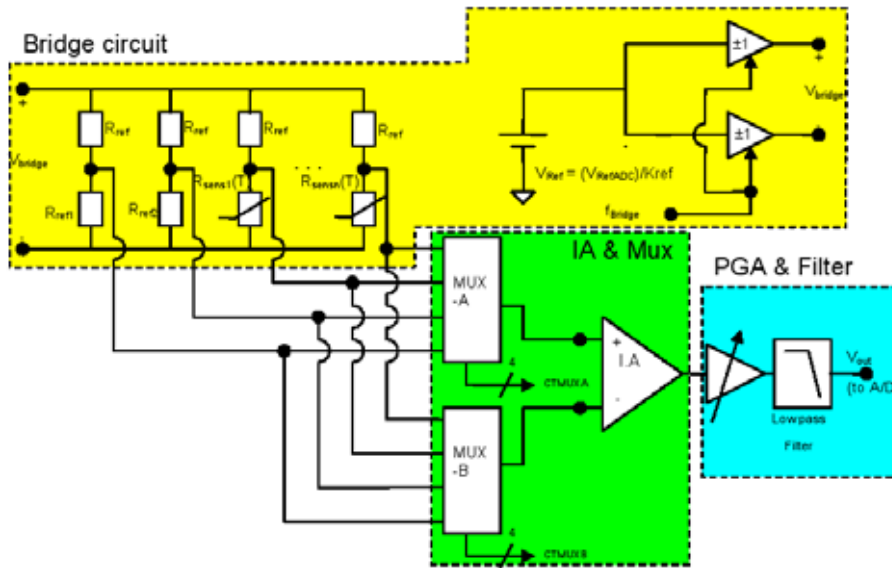 Bridge circuit
±1
+
Vbridge
±1
-
+
Rref
Rref
Rref
Rref
Vbridge
...
VRef = (VRefADC)/Kref
Rref1
Rref2
Rsens1(T)
Rsensn(T)
fBridge
-
IA & Mux
PGA & Filter
MUX
-A
+
I.A
-
4
CTMUXA
Vout
(to A/D
Lowpass
Filter
MUX
-B
4
CTMUXB